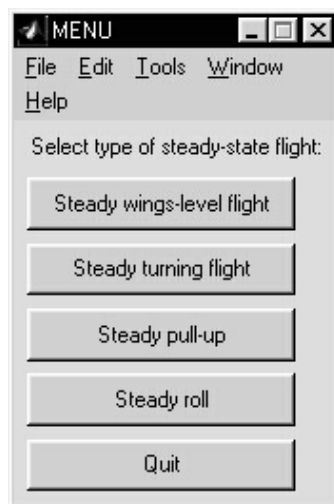 MENU
File Edit Tools Window
Help
Select type of steady-state flight:
Steady wings-level flight
Steady turning flight
Steady pull-up
Steady roll
Quit